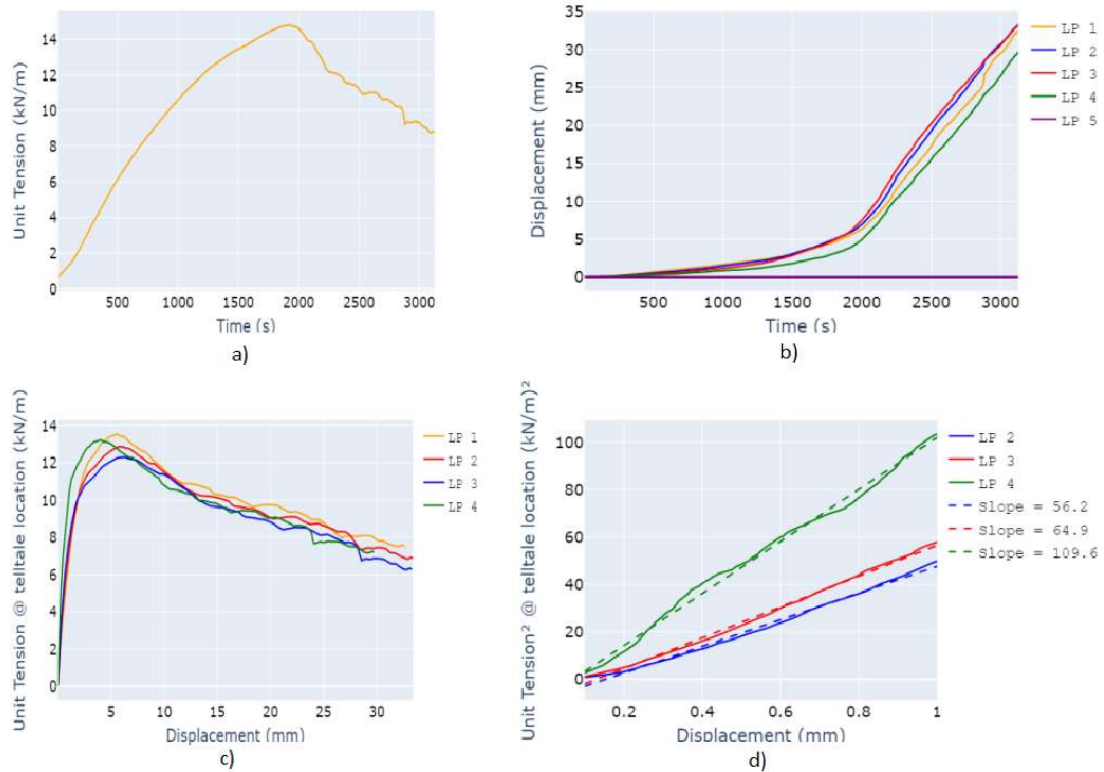 Unit Tension (kN/m)
14
12
10
8
6
4
2
0
500
1000
1500
2000
2500
3000
Time (s)
a)
Displacement (mm)
35
30
25
20
15
10
5
0
500
1000
1500
2000
2500
3000
Time (s)
b)
LP 1
LP 2
LP 3
LP 4
LP 5
Unit Tension @ telltale location (kN/m)
14
12
10
8
6
4
2
0
5
10
15
20
25
30
Displacement (mm)
c)
LP 1
LP 2
LP 3
LP 4
Unit Tension² @ telltale location (kN/m)²
100
80
60
40
20
0
0.2
0.4
0.6
0.8
1
Displacement (mm)
d)
LP 2
LP 3
LP 4
Slope = 56.2
Slope = 64.9
Slope = 109.6